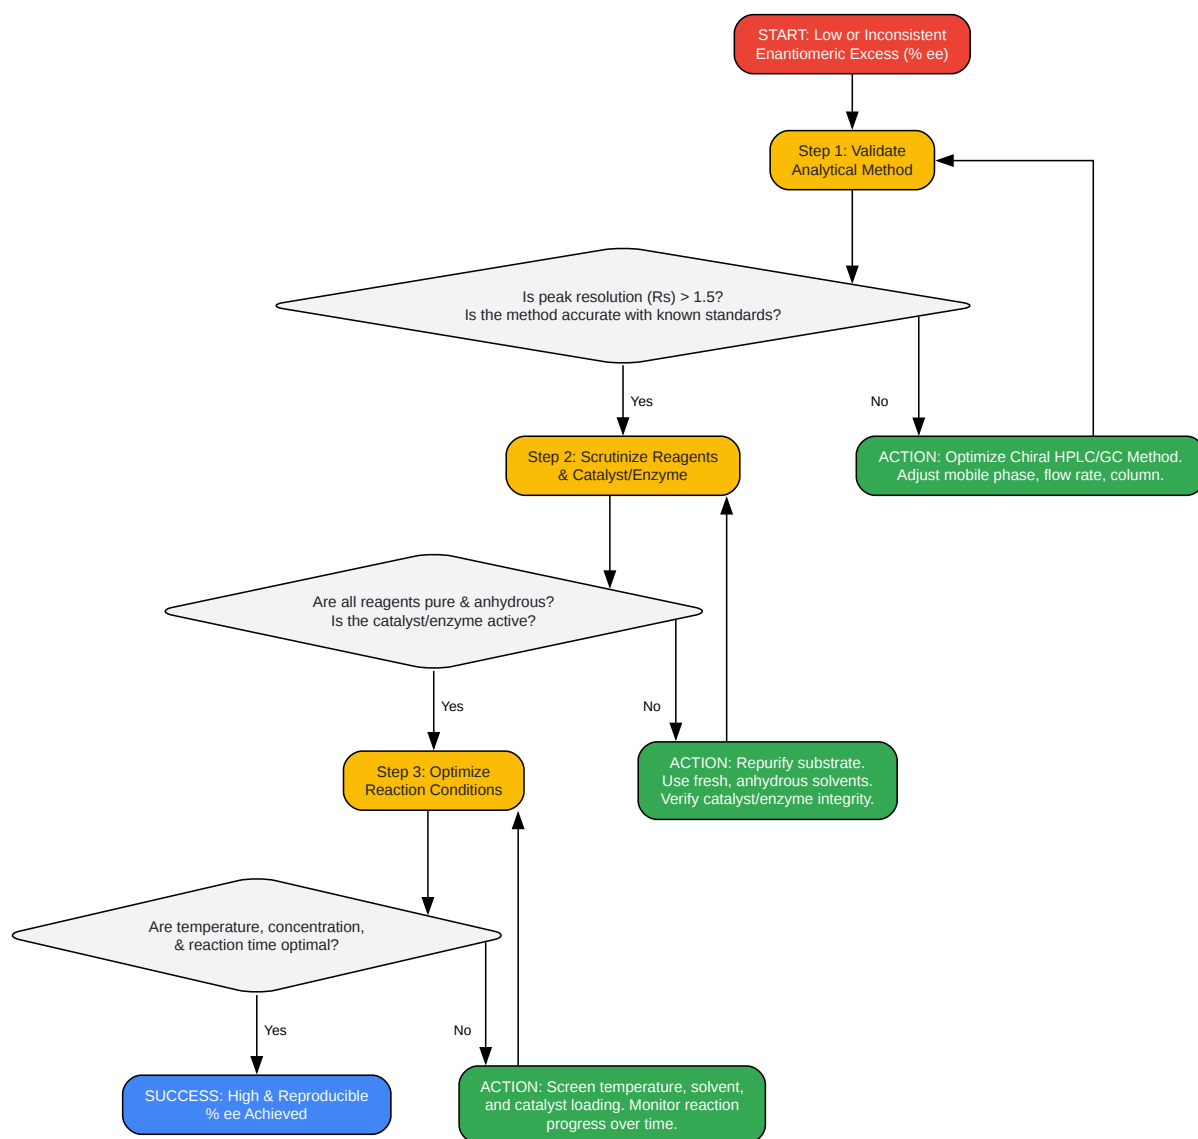 START: Low or Inconsistent
Enantiomeric Excess (% ee)
Step 1: Validate
Analytical Method
Is peak resolution (Rs) > 1.5?
Is the method accurate with known standards?
Yes
No
Step 2: Scrutinize Reagents
& Catalyst/Enzyme
ACTION: Optimize Chiral HPLC/GC Method.
Adjust mobile phase, flow rate, column.
Are all reagents pure & anhydrous?
Is the catalyst/enzyme active?
Yes
No
Step 3: Optimize
Reaction Conditions
ACTION: Repurify substrate.
Use fresh, anhydrous solvents.
Verify catalyst/enzyme integrity.
Are temperature, concentration,
& reaction time optimal?
Yes
No
SUCCESS: High & Reproducible
% ee Achieved
ACTION: Screen temperature, solvent,
and catalyst loading. Monitor reaction
progress over time.